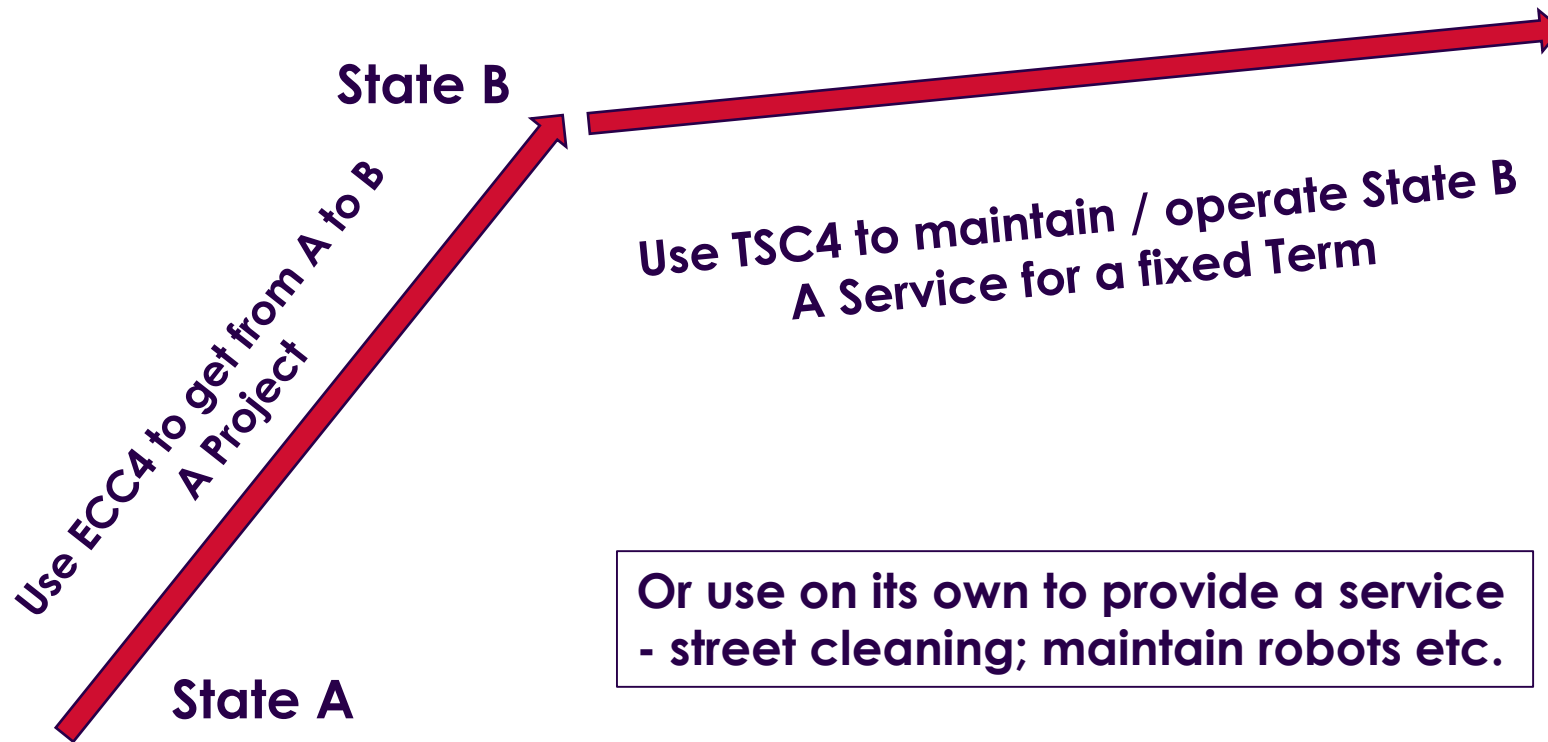 State B
Use ECC4 to get from A to B
A Project
State A
Use TSC4 to maintain / operate State B
A Service for a fixed Term
Or use on its own to provide a service
- street cleaning; maintain robots etc.